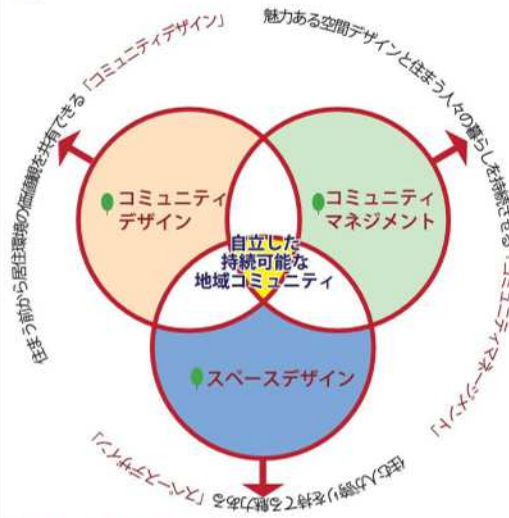 住まう前から居住環境の価値観を共有できる「コミュニティデザイン」
魅力ある空間デザインと住まう人々の暮らしを持続させる「コミュニティマネージメント」
コミュニティ
デザイン
コミュニティ
マネジメント
自立した
持続可能な
地域コミュニティ
スペースデザイン
住む人が誇りを持てる魅力ある「スペースデザイン」